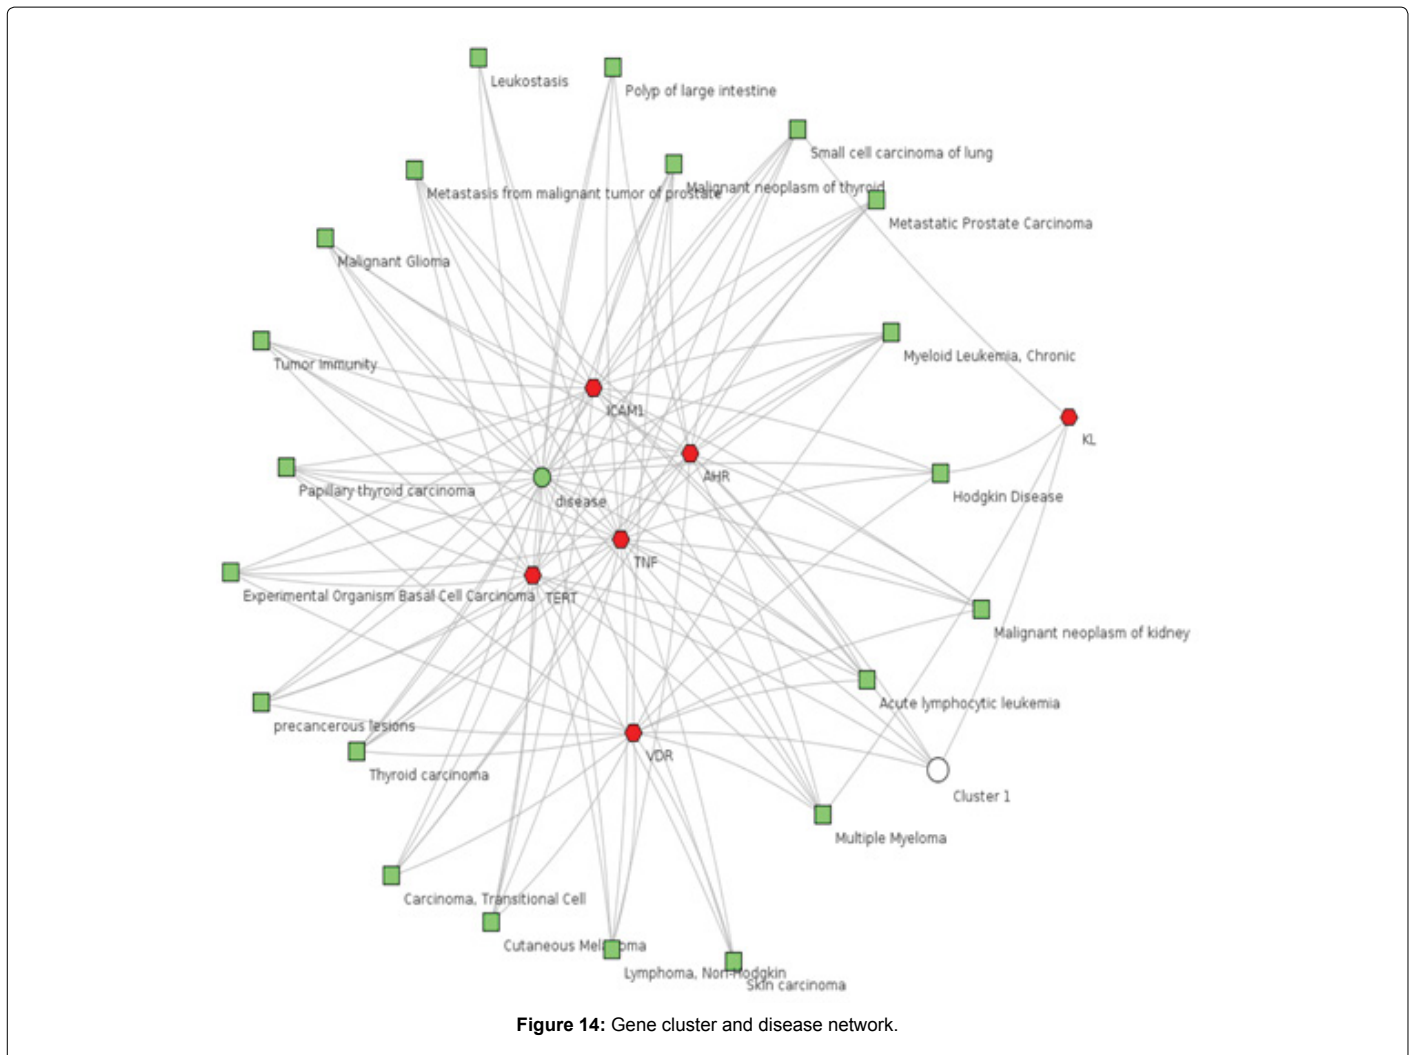 Leukostasis
Polyp of large intestine
Small cell carcinoma of lung
Malignant neoplasm of thyroid
Metastasis from malignant tumor of prostate
Metastatic Prostate Carcinoma
Malignant Glioma
Myeloid Leukemia, Chronic
Tumor Immunity
ICAM1
KL
AHR
Papillary thyroid carcinoma
Hodgkin Disease
disease
TNF
Experimental Organism Basal Cell Carcinoma
TERT
Malignant neoplasm of kidney
Acute lymphocytic leukemia
precancerous lesions
VDR
Thyroid carcinoma
Cluster 1
Multiple Myeloma
Carcinoma, Transitional Cell
Cutaneous Melanoma
Lymphoma, Non-Hodgkin
Skin carcinoma
Figure 14: Gene cluster and disease network.